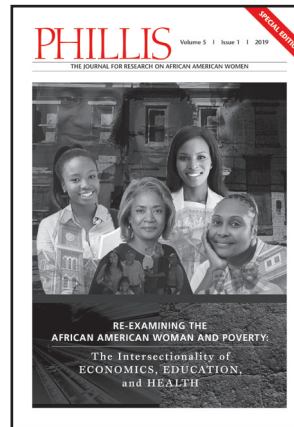 SPECIAL EDITION
PHILLIS
Volume 5 I Issue 1 I 2019
THE JOURNAL FOR RESEARCH ON AFRICAN AMERICAN WOMEN
RE-EXAMINING THE
AFRICAN AMERICAN WOMAN AND POVERTY:
The Intersectionality of
ECONOMICS, EDUCATION,
and HEALTH